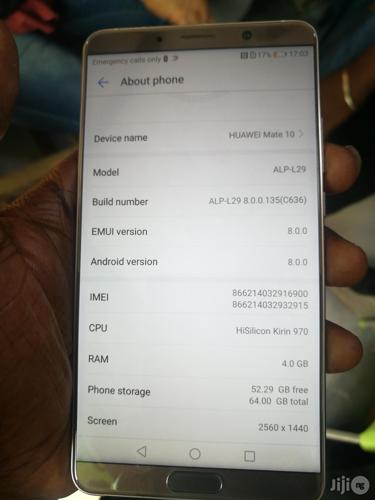 Emergency calls only
17% 17:03
About phone
Device name HUAWEI Mate 10
Model ALP-L29
Build number ALP-L29 8.0.0.135(C636)
EMUI version 8.0.0
Android version 8.0.0
IMEI 866214032916900
866214032932915
CPU HiSilicon Kirin 970
RAM 4.0 GB
Phone storage 52.29 GB free
64.00 GB total
Screen 2560 x 1440
Jiji NG